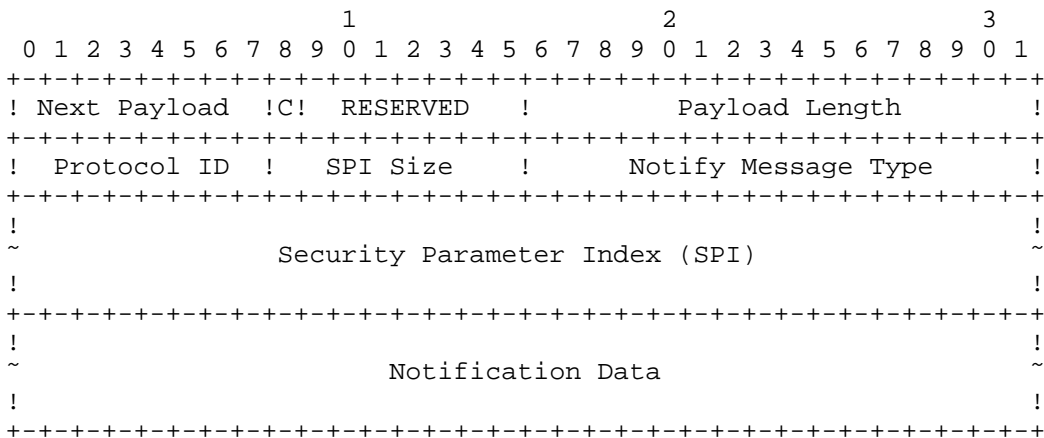 1                   2                   3
 0 1 2 3 4 5 6 7 8 9 0 1 2 3 4 5 6 7 8 9 0 1 2 3 4 5 6 7 8 9 0 1
+-+-+-+-+-+-+-+-+-+-+-+-+-+-+-+-+-+-+-+-+-+-+-+-+-+-+-+-+-+-+-+-+
! Next Payload  !C!  RESERVED   !         Payload Length        !
+-+-+-+-+-+-+-+-+-+-+-+-+-+-+-+-+-+-+-+-+-+-+-+-+-+-+-+-+-+-+-+-+
!  Protocol ID  !   SPI Size    !      Notify Message Type      !
+-+-+-+-+-+-+-+-+-+-+-+-+-+-+-+-+-+-+-+-+-+-+-+-+-+-+-+-+-+-+-+-+
!                                                               !
~                Security Parameter Index (SPI)                 ~
!                                                               !
+-+-+-+-+-+-+-+-+-+-+-+-+-+-+-+-+-+-+-+-+-+-+-+-+-+-+-+-+-+-+-+-+
!                                                               !
~                       Notification Data                       ~
!                                                               !
+-+-+-+-+-+-+-+-+-+-+-+-+-+-+-+-+-+-+-+-+-+-+-+-+-+-+-+-+-+-+-+-+